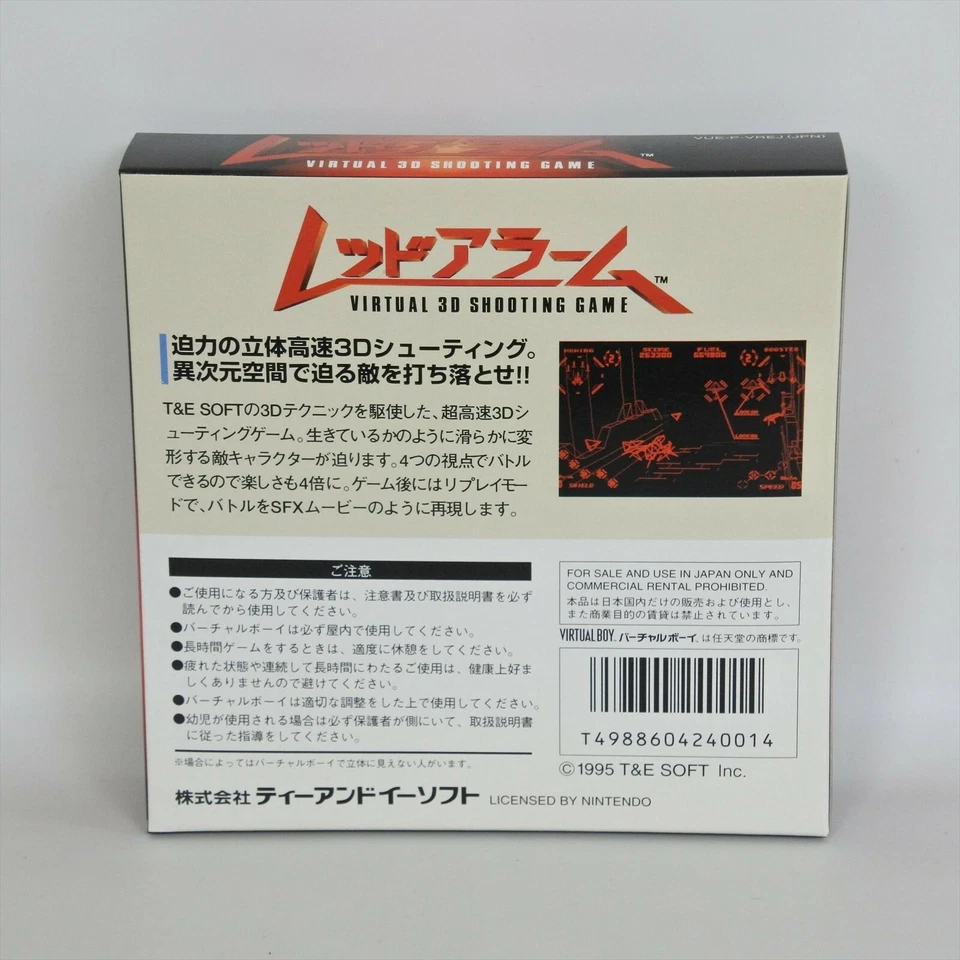 VUE-P-VREJ (JPN)
レッドアラーム™
VIRTUAL 3D SHOOTING GAME
レッドアラーム™
VIRTUAL 3D SHOOTING GAME
迫力の立体高速3Dシューティング。
異次元空間で迫る敵を打ち落とせ!!
T&E SOFTの3Dテクニックを駆使した、超高速3Dシ
ューティングゲーム。生きているかのように滑らかに変
形する敵キャラクターが迫ります。4つの視点でバトル
できるので楽しさも4倍に。ゲーム後にはリプレイモー
ドで、バトルをSFXムービーのように再現します。
SCORE FUEL BOOSTER
263300
2 2
SHIELD SPEED
ご注意
●ご使用になる方及び保護者は、注意書及び取扱説明書を必ず
読んでから使用してください。
●バーチャルボーイは必ず屋内で使用してください。
●長時間ゲームをするときは、適度に休憩をしてください。
●疲れた状態や連続して長時間にわたるご使用は、健康上好ま
しくありませんので避けてください。
●バーチャルボーイは適切な調整をした上で使用してください。
●幼児が使用される場合は必ず保護者が側にいて、取扱説明書
に従った指導をしてください。
※場合によってはバーチャルボーイで立体に見えない人がいます。
株式会社 ティーアンドイーソフト LICENSED BY NINTENDO
FOR SALE AND USE IN JAPAN ONLY AND
COMMERCIAL RENTAL PROHIBITED.
本品は日本国内だけの販売および使用とし、
また商業目的の賃貸は禁止されています。
VIRTUAL BOY, バーチャルボーイ, は任天堂の商標です。
T4988604240014
©1995 T&E SOFT Inc.